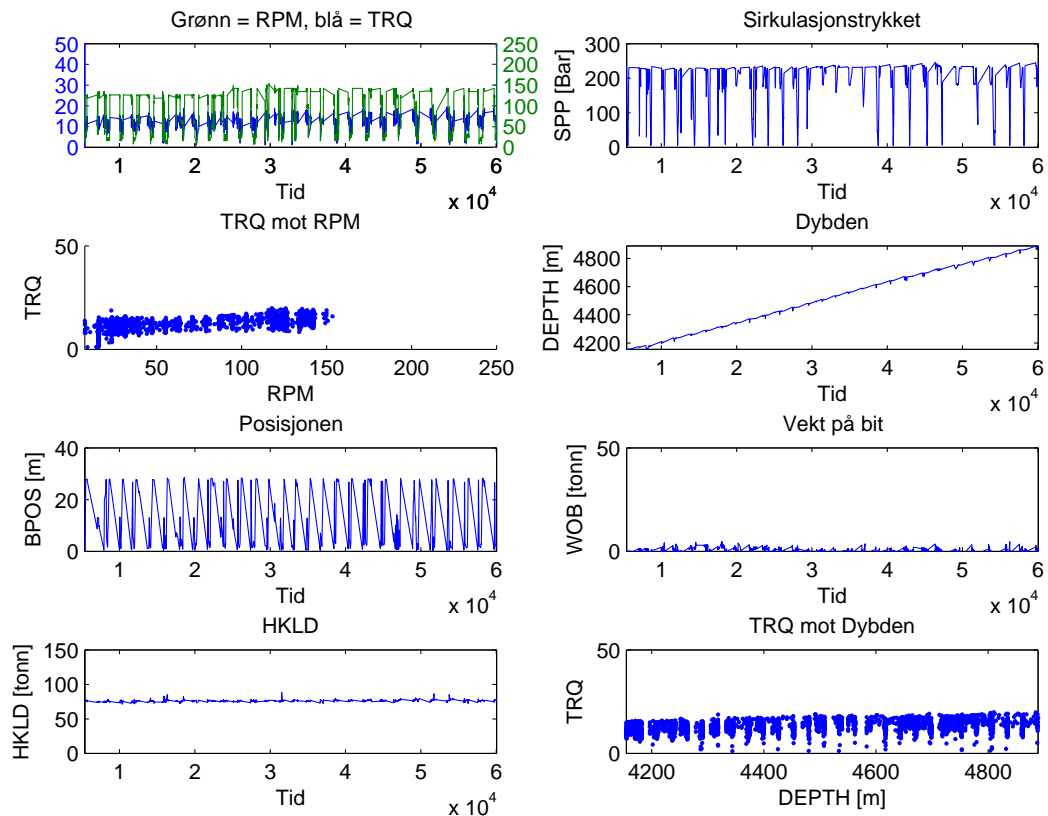 Grønn = RPM, blå = TRQ
50
40
30
20
10
0
250
200
150
100
50
0
1 2 3 4 5 6
Tid
x 10^4
Sirkulasjonstrykket
SPP [Bar]
300
200
100
0
1 2 3 4 5 6
Tid
x 10^4
TRQ mot RPM
TRQ
50
0
50 100 150 200 250
RPM
Dybden
DEPTH [m]
4800
4600
4400
4200
1 2 3 4 5 6
Tid
x 10^4
Posisjonen
BPOS [m]
40
20
0
1 2 3 4 5 6
Tid
x 10^4
Vekt på bit
WOB [tonn]
50
0
1 2 3 4 5 6
Tid
x 10^4
HKLD
HKLD [tonn]
150
100
50
0
1 2 3 4 5 6
Tid
x 10^4
TRQ mot Dybden
TRQ
50
0
4200 4400 4600 4800
DEPTH [m]